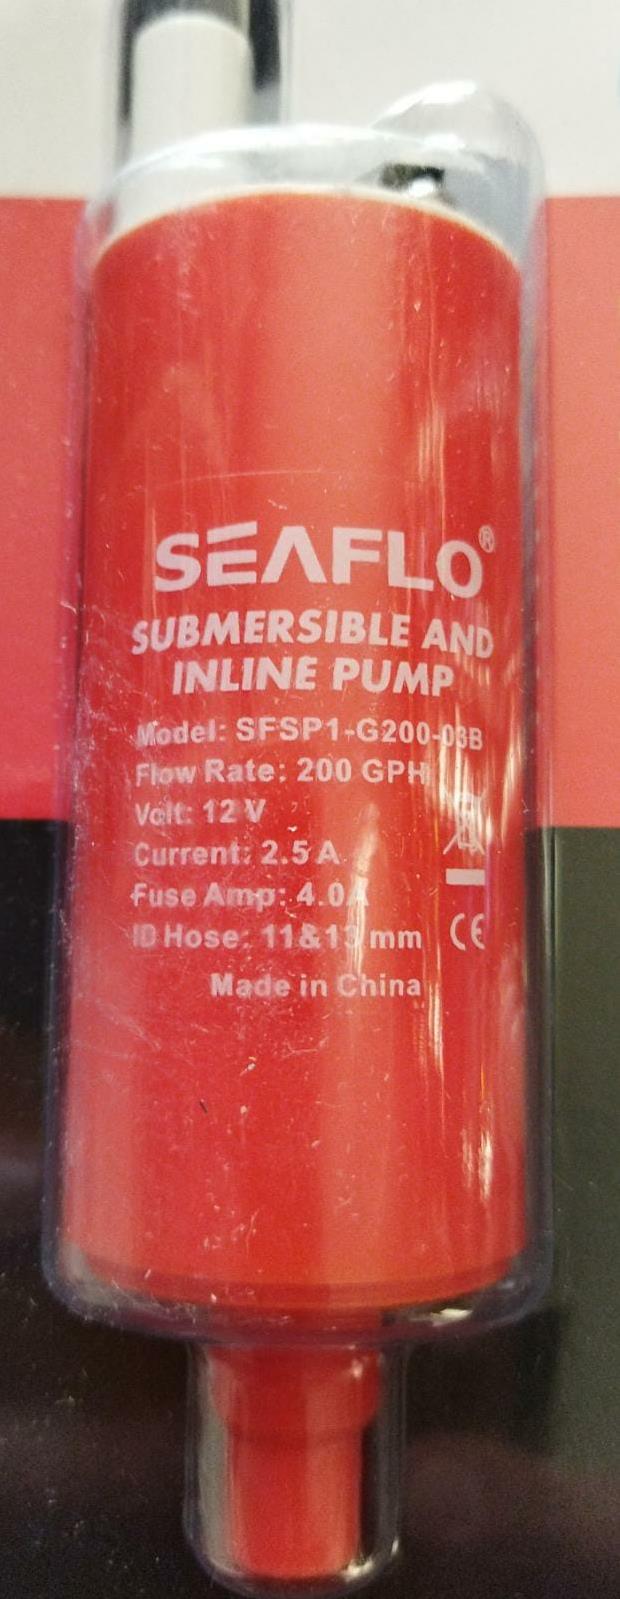 SEAFLO®
SUBMERSIBLE AND
INLINE PUMP
Model: SFSP1-G200-03B
Flow Rate: 200 GPH
Volt: 12 V
Current: 2.5 A
Fuse Amp: 4.0A
ID Hose: 11&13 mm
CE
Made in China